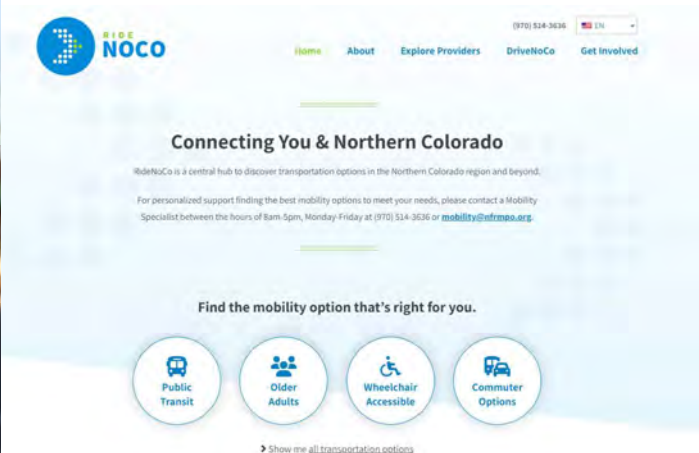 (970) 514-3636 EN
RIDE
NOCO
Home About Explore Providers DriveNoCo Get Involved
Connecting You & Northern Colorado
RideNoCo is a central hub to discover transportation options in the Northern Colorado region and beyond.
For personalized support finding the best mobility options to meet your needs, please contact a Mobility
Specialist between the hours of 8am-5pm, Monday-Friday at (970) 514-3636 or mobility@nfrmpo.org.
Find the mobility option that's right for you.
Public
Transit
Older
Adults
Wheelchair
Accessible
Commuter
Options
Show me all transportation options